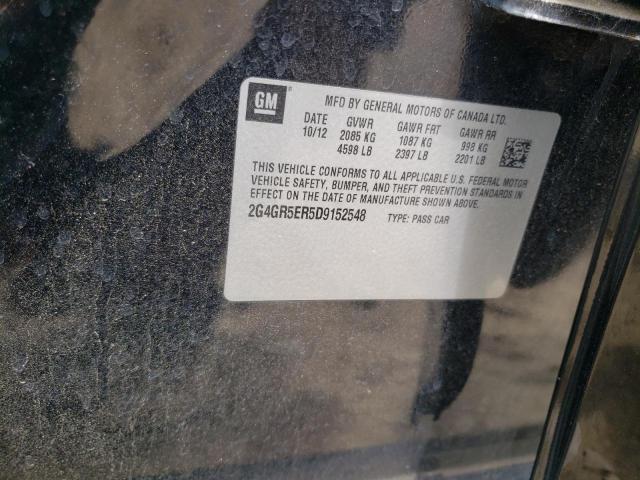 GM
MFD BY GENERAL MOTORS OF CANADA LTD.
DATE GVWR GAWR FRT GAWR RR
10/12 2085 KG 1087 KG 998 KG
4598 LB 2397 LB 2201 LB
THIS VEHICLE CONFORMS TO ALL APPLICABLE U.S. FEDERAL MOTOR
VEHICLE SAFETY, BUMPER, AND THEFT PREVENTION STANDARDS IN
EFFECT ON THE DATE OF MANUFACTURE SHOWN ABOVE.
2G4GR5ER5D9152548 TYPE: PASS CAR